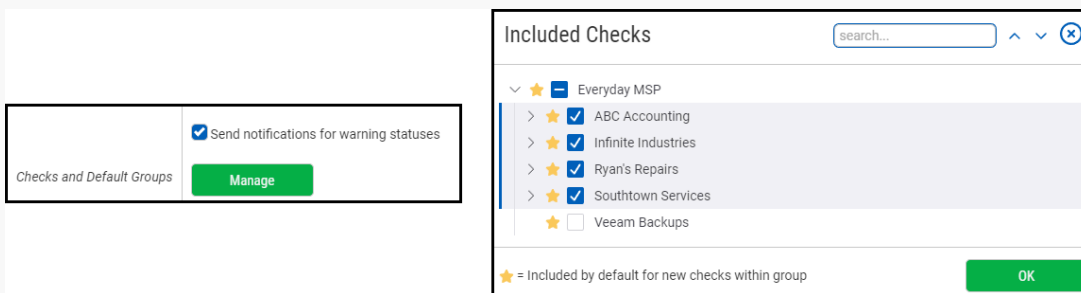 Send notifications for warning statuses
Checks and Default Groups
Manage
Included Checks
search...
Everyday MSP
ABC Accounting
Infinite Industries
Ryan's Repairs
Southtown Services
Veeam Backups
= Included by default for new checks within group
OK